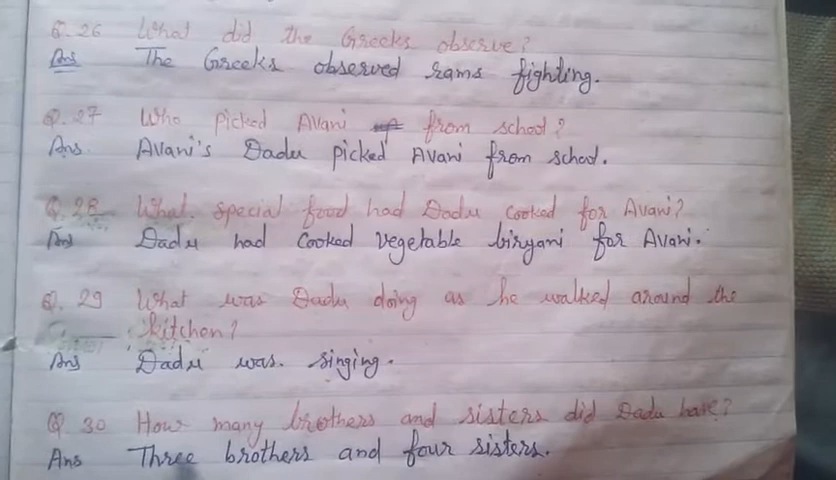 Q.26 What did the Greeks observe?
Ans The Greeks observed rams fighting.
Q.27 Who picked Avani from school?
Ans. Avani's Dadu picked Avani from school.
Q.28 What special food had Dadu cooked for Avani?
Ans Dadu had cooked vegetable biryani for Avani.
Q.29 What was Dadu doing as he walked around the
kitchen?
Ans Dadu was. singing.
Q.30 How many brothers and sisters did Dadu have?
Ans Three brothers and four sisters.